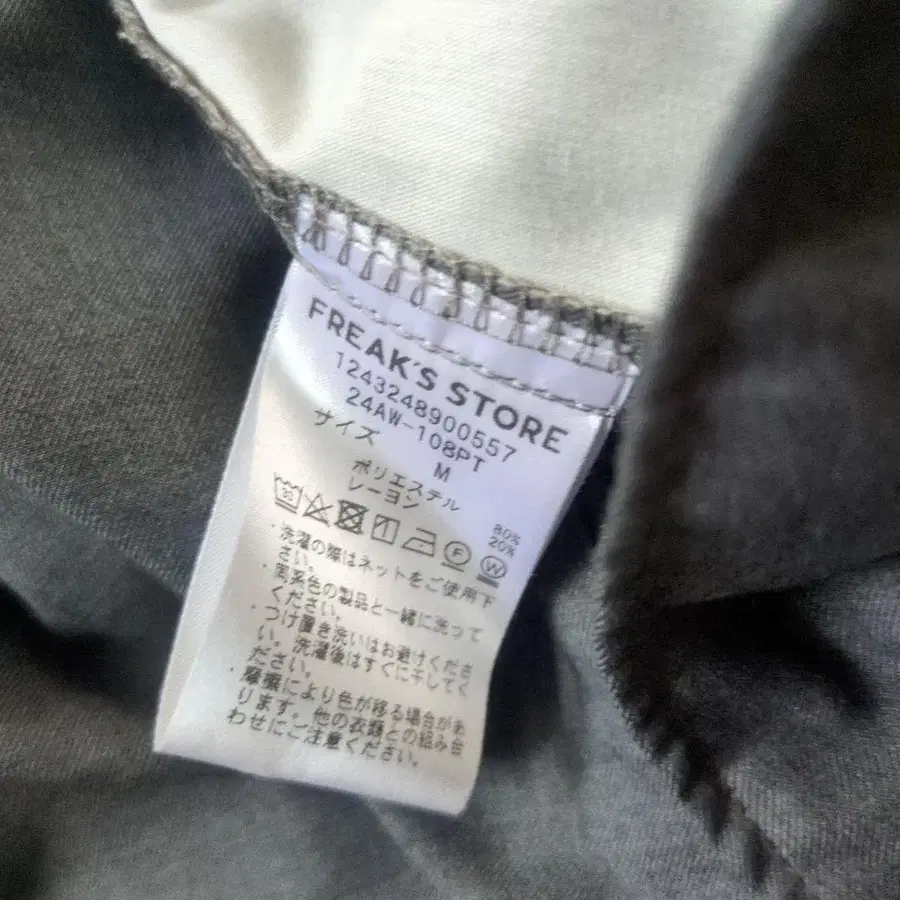 FREAK'S STORE
1243248900557
24AW-108PT
サイズ M
ポリエステル 80%
レーヨン 20%
・洗濯の際はネットをご使用下
さい。
・同系色の製品と一緒に洗って
ください。
・つけ置き洗いはお避けくださ
い。洗濯後はすぐに干してく
ださい。
・摩擦により色が移る場合があ
ります。他の衣類との組み合
わせにご注意ください。